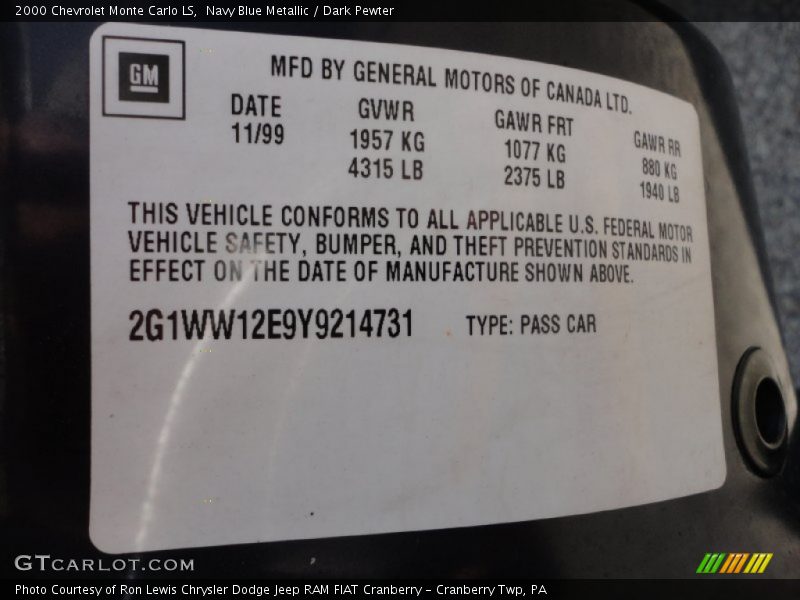 2000 Chevrolet Monte Carlo LS, Navy Blue Metallic / Dark Pewter
GM
MFD BY GENERAL MOTORS OF CANADA LTD.
DATE GVWR GAWR FRT GAWR RR
11/99 1957 KG 1077 KG 880 KG
4315 LB 2375 LB 1940 LB
THIS VEHICLE CONFORMS TO ALL APPLICABLE U.S. FEDERAL MOTOR
VEHICLE SAFETY, BUMPER, AND THEFT PREVENTION STANDARDS IN
EFFECT ON THE DATE OF MANUFACTURE SHOWN ABOVE.
2G1WW12E9Y9214731 TYPE: PASS CAR
GTCARLOT.COM
Photo Courtesy of Ron Lewis Chrysler Dodge Jeep RAM FIAT Cranberry - Cranberry Twp, PA